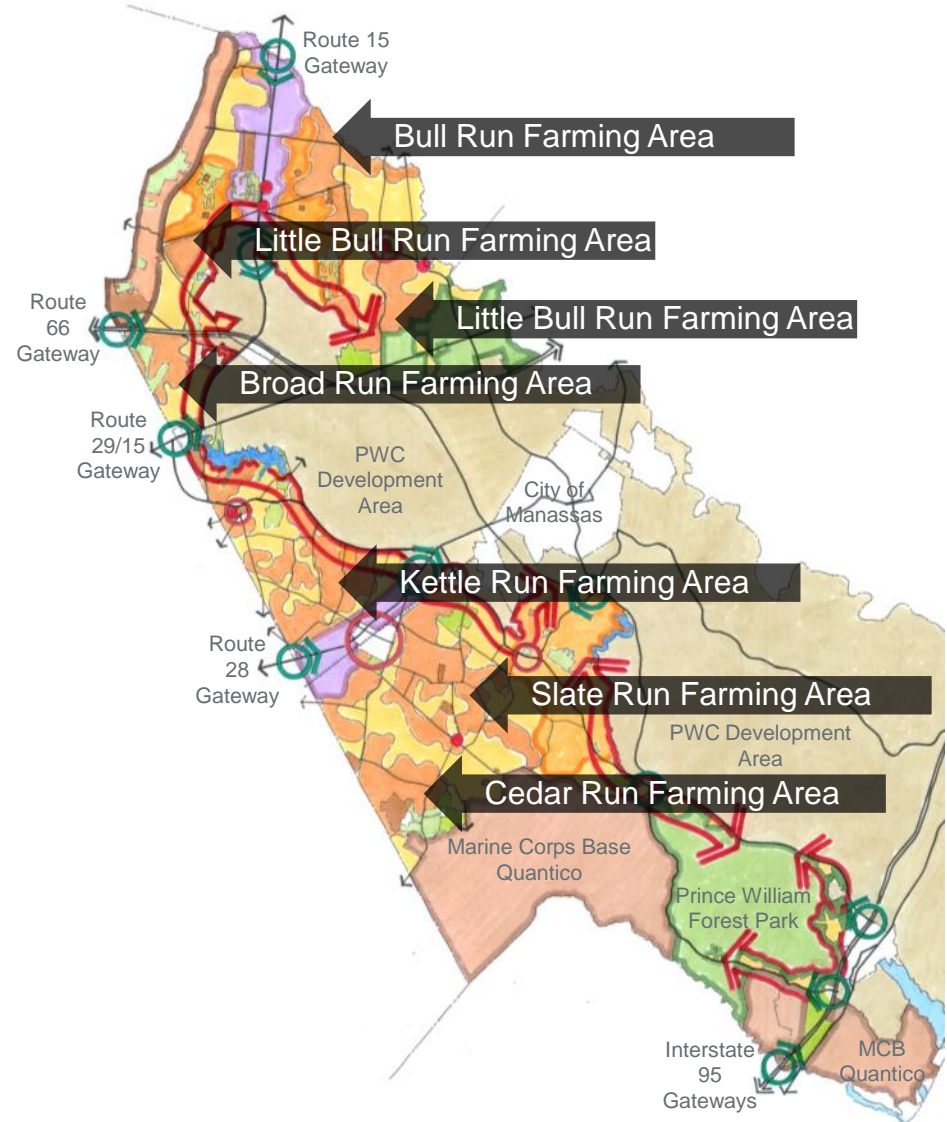 Route 15
Gateway
Bull Run Farming Area
Little Bull Run Farming Area
Route
66
Gateway
Little Bull Run Farming Area
Broad Run Farming Area
Route
29/15
Gateway
PWC
Development
Area
City of
Manassas
Kettle Run Farming Area
Route
28
Gateway
Slate Run Farming Area
PWC Development
Area
Cedar Run Farming Area
Marine Corps Base
Quantico
Prince William
Forest Park
Interstate
95
Gateways
MCB
Quantico